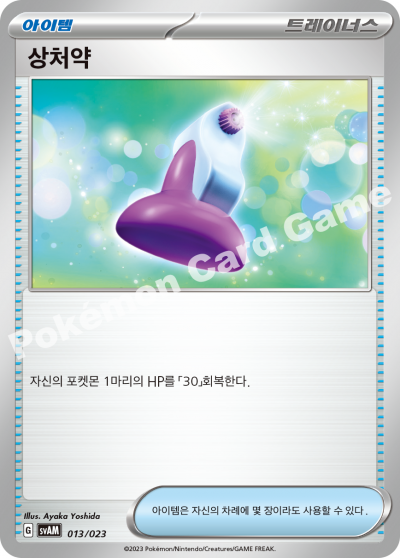 아이템
트레이너스
상처약
Pokémon Card Game
자신의 포켓몬 1마리의 HP를 「30」회복한다.
Illus. Ayaka Yoshida
G svAM 013/023
아이템은 자신의 차례에 몇 장이라도 사용할 수 있다.
©2023 Pokémon/Nintendo/Creatures/GAME FREAK.